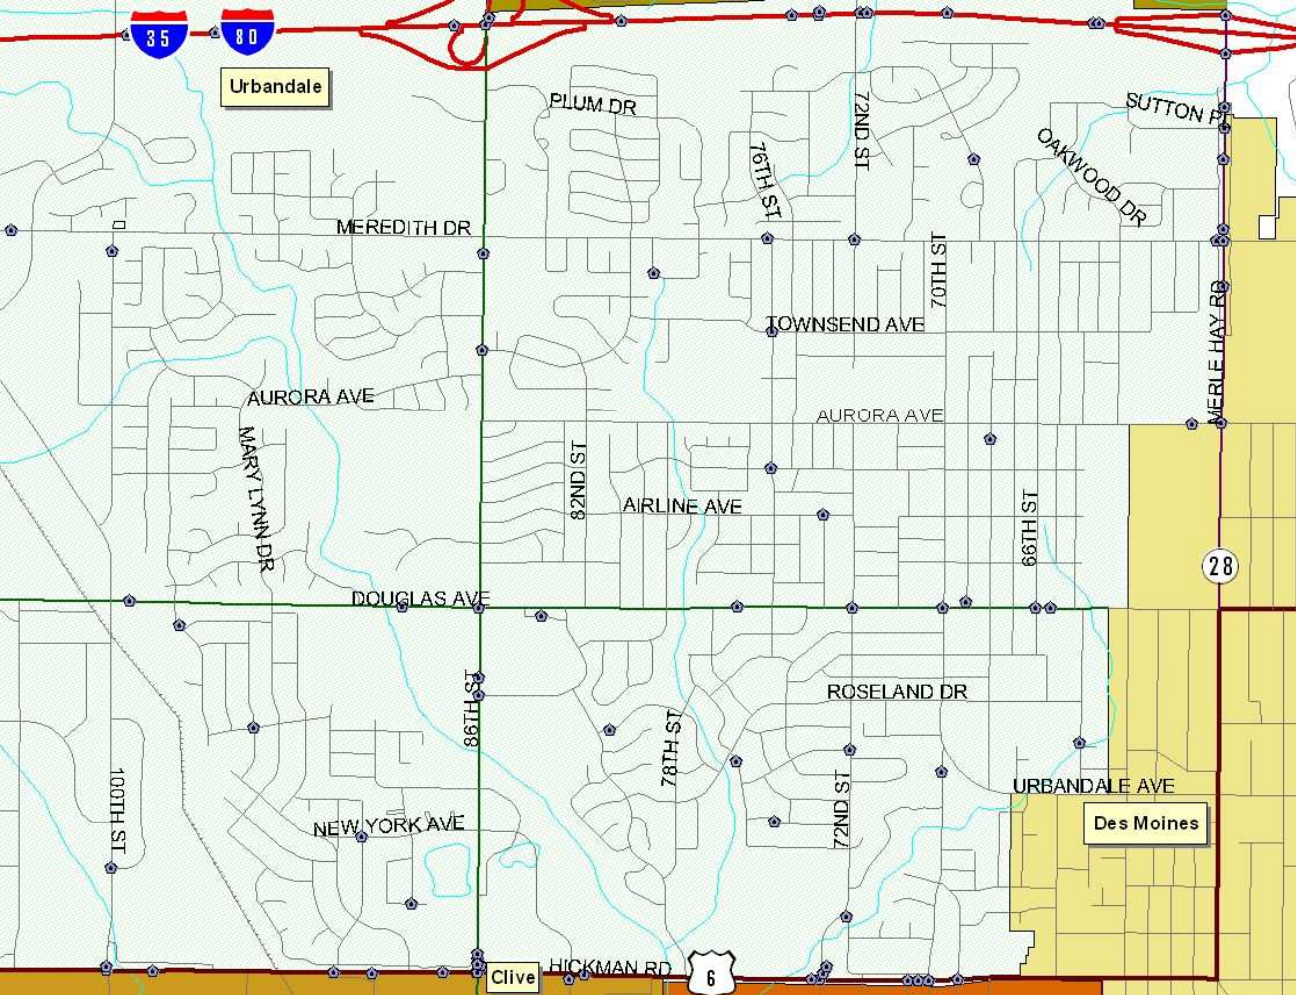 35
80
Urbandale
PLUM DR
72ND ST
SUTTON PL
OAKWOOD DR
76TH ST
MEREDITH DR
70TH ST
TOWNSEND AVE
MERLE HAY RD
AURORA AVE
AURORA AVE
MARY LYNN DR
82ND ST
AIRLINE AVE
66TH ST
28
DOUGLAS AVE
86TH ST
ROSELAND DR
78TH ST
100TH ST
72ND ST
URBANDALE AVE
NEW YORK AVE
Des Moines
Clive
HICKMAN RD
6